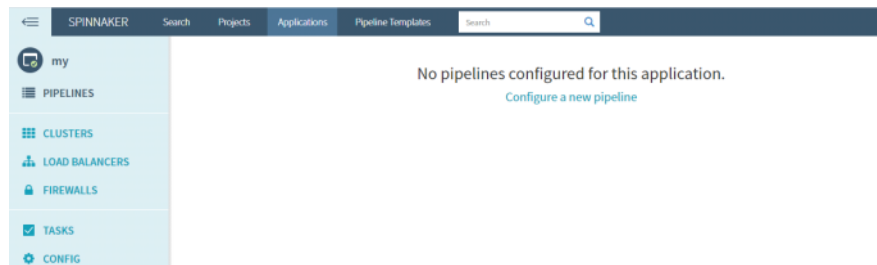 SPINNAKER Search Projects Applications Pipeline Templates Search
my
PIPELINES
CLUSTERS
LOAD BALANCERS
FIREWALLS
TASKS
CONFIG
No pipelines configured for this application.
Configure a new pipeline